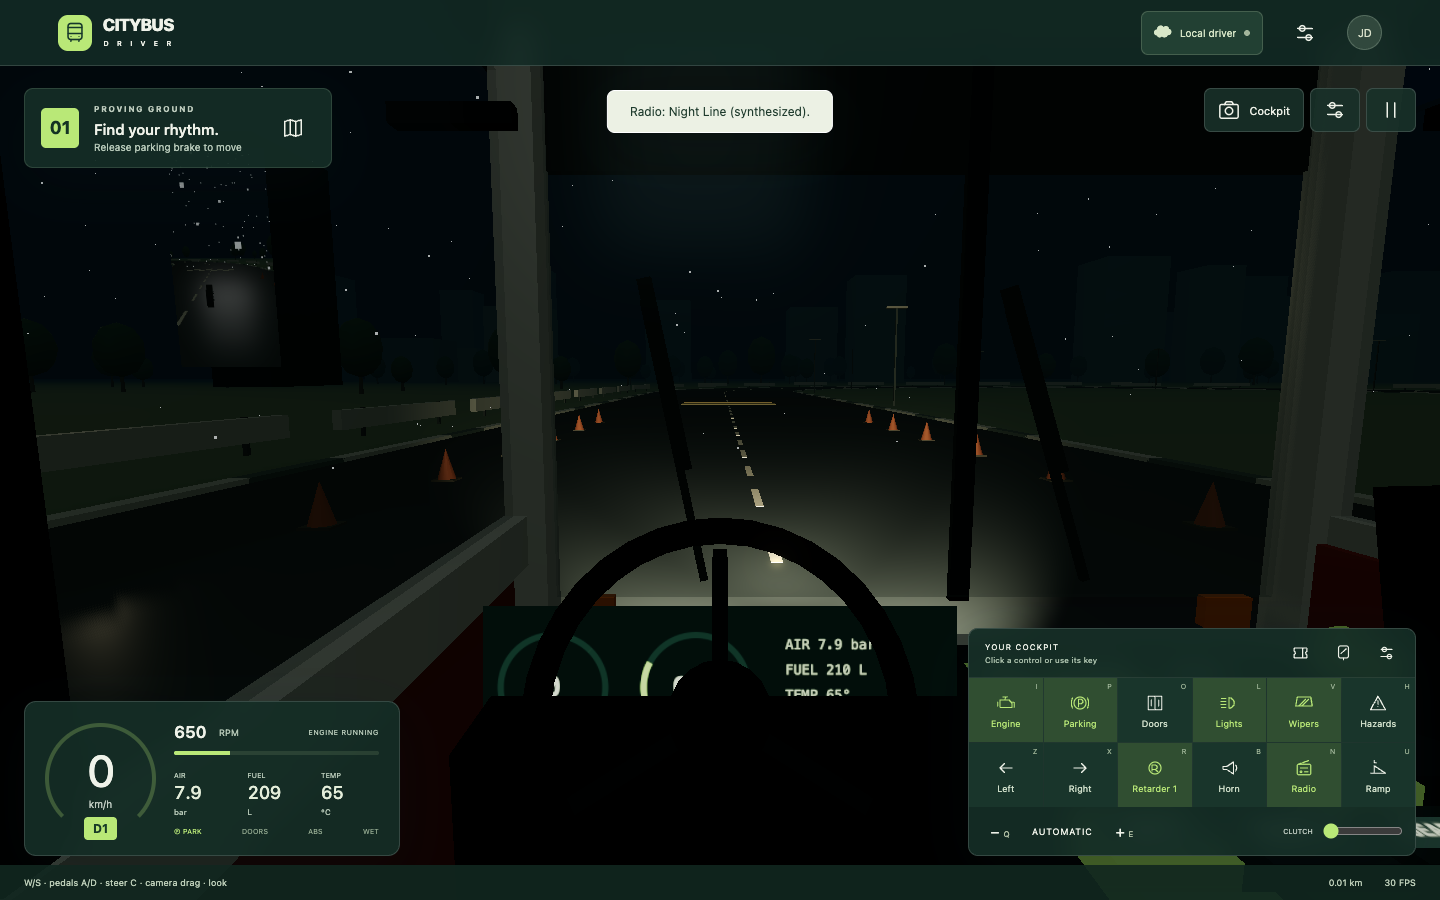 CITYBUS
DRIVER
Local driver
JD
01
PROVING GROUND
Find your rhythm.
Release parking brake to move
Radio: Night Line (synthesized).
Cockpit
AIR 7.9 bar
FUEL 210 L
TEMP 65°
YOUR COCKPIT
Click a control or use its key
I
Engine
P
Parking
O
Doors
L
Lights
V
Wipers
H
Hazards
Z
Left
X
Right
R
Retarder 1
B
Horn
N
Radio
U
Ramp
− Q
AUTOMATIC
+ E
CLUTCH
0
km/h
D1
650 RPM
ENGINE RUNNING
AIR
7.9
bar
FUEL
209
L
TEMP
65
°C
Ⓟ PARK
DOORS
ABS
WET
W/S · pedals A/D · steer C · camera drag · look
0.01 km
30 FPS